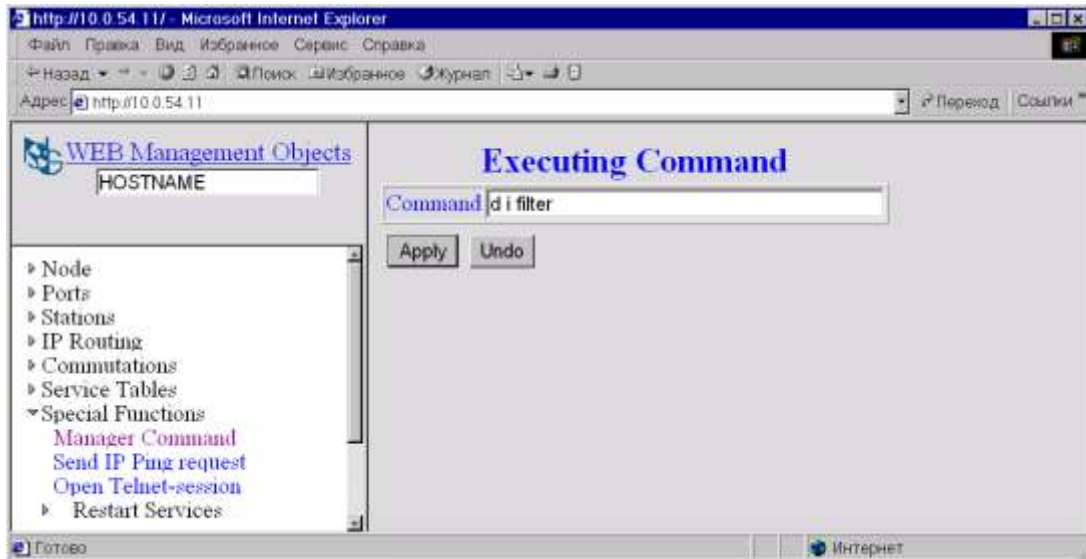 http://10.0.54.11/ - Microsoft Internet Explorer
Файл Правка Вид Избранное Сервис Справка
Назад Поиск Избранное Журнал
Адрес http://10.0.54.11 Переход Ссылки »
WEB Management Objects
HOSTNAME
Executing Command
Command d i filter
Apply Undo
Node
Ports
Stations
IP Routing
Commutations
Service Tables
Special Functions
Manager Command
Send IP Ping request
Open Telnet-session
Restart Services
Готово Интернет